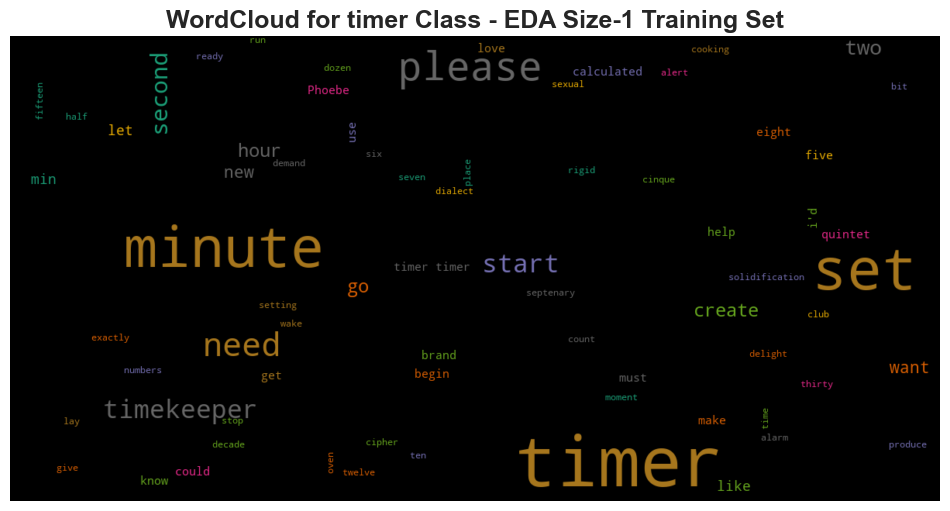 WordCloud for timer Class - EDA Size-1 Training Set
run
love
cooking
two
ready
please
second
dozen
calculated
alert
sexual
bit
Phoebe
fifteen
half
let
use
eight
hour
six
five
demand
new
place
rigid
min
seven
cinque
dialect
i'd
help
quintet
minute
timer timer
start
set
solidification
go
septenary
setting
create
club
wake
exactly
need
count
brand
delight
numbers
get
begin
must
want
thirty
moment
timekeeper
lay
stop
make
time
decade
cipher
alarm
produce
oven
ten
timer
give
could
twelve
know
like